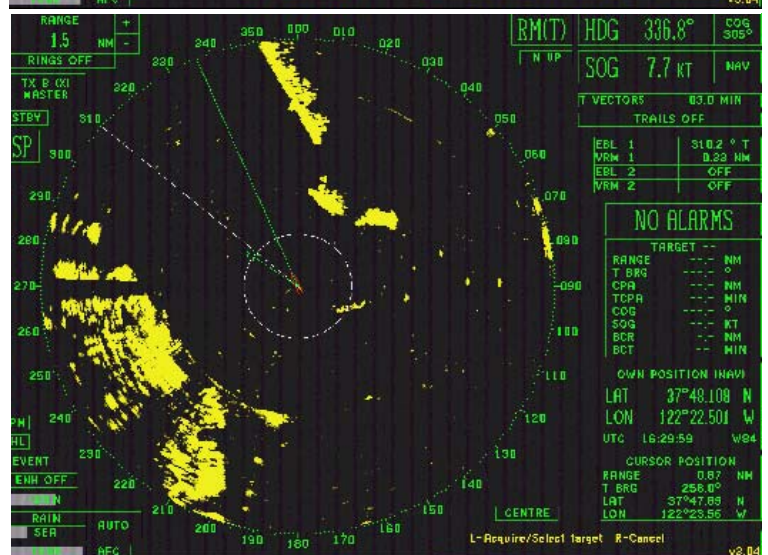 AFC
v3.04
RANGE +
1.5 NM -
RINGS OFF
TX B (X)
MASTER
STBY
SP
RM(T)
N UP
HDG 336.8°
COG
305°
SOG 7.7 KT
NAV
T VECTORS 03.0 MIN
TRAILS OFF
EBL 1 310.2 ° T
VRM 1 0.33 NM
EBL 2 OFF
VRM 2 OFF
NO ALARMS
TARGET --
RANGE ---.- NM
T BRG ---.- °
CPA --.- NM
TCPA ---.- MIN
COG ---.- °
SOG --.- KT
BCR --.- NM
BCT --.- MIN
OWN POSITION (NAV)
LAT 37°48.108 N
LON 122°22.501 W
UTC 16:29:59 W84
CURSOR POSITION
RANGE 0.87 NM
T BRG 258.0°
LAT 37°47.89 N
LON 122°23.56 W
350 000 010 020
340
330
040
310
050
300
060
290
070
280
090
270
090
260
100
250
110
240
120
230
130
220
210
200
190
180
170
160
HL
EVENT
ENH OFF
RAIN
SEA
AUTO
AFC
CENTRE
L-Acquire/Select target R-Cancel
v2.04